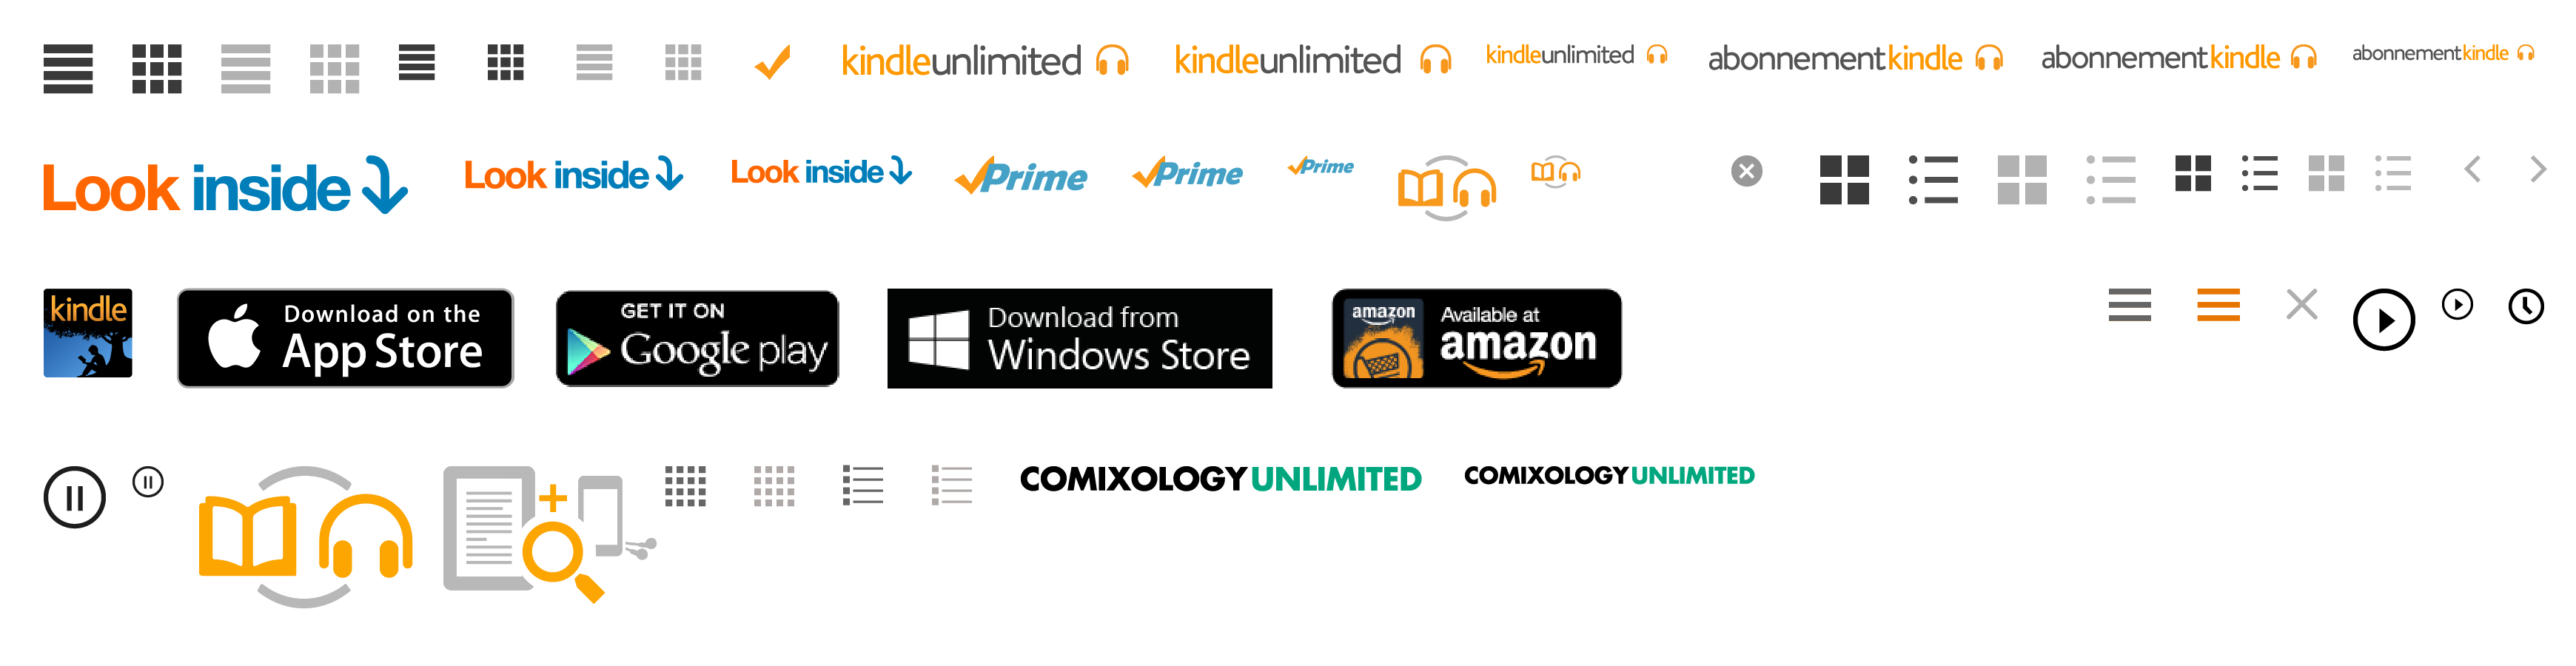 kindleunlimited
kindleunlimited
kindleunlimited
abonnementkindle
abonnementkindle
abonnementkindle
Look inside
Look inside
Look inside
Prime
Prime
Prime
kindle
Download on the
App Store
GET IT ON
Google play
Download from
Windows Store
amazon
Available at
amazon
COMIXOLOGY UNLIMITED
COMIXOLOGY UNLIMITED